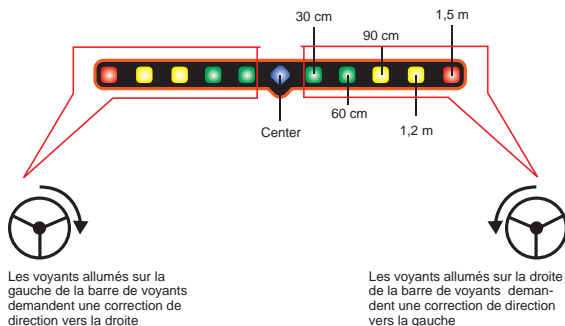 30 cm
90 cm
1,5 m
60 cm
1,2 m
Center
Les voyants allumés sur la
gauche de la barre de voyants
demandent une correction de
direction vers la droite
Les voyants allumés sur la droite
de la barre de voyants deman-
dent une correction de direction
vers la gauche